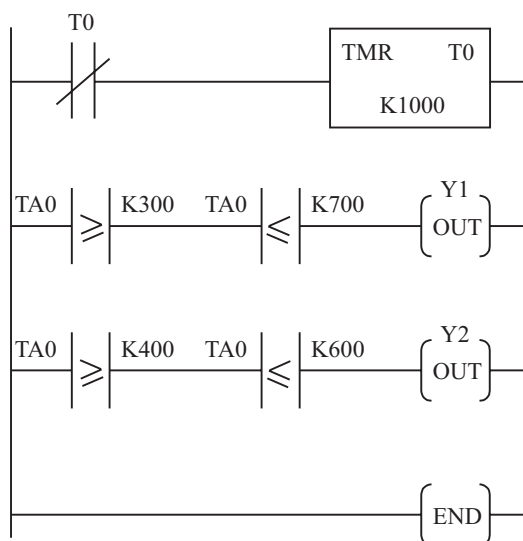 T0
TMR T0
K1000
TA0 ≥ K300 TA0 ≤ K700 Y1
OUT
TA0 ≥ K400 TA0 ≤ K600 Y2
OUT
END